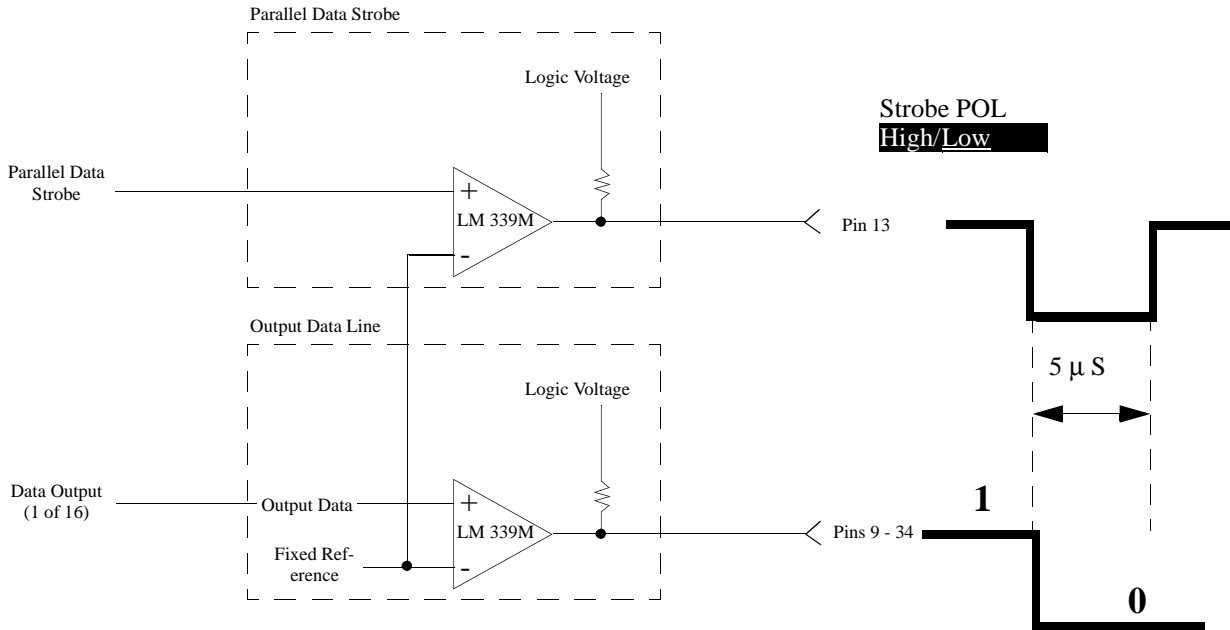 Parallel Data Strobe
Logic Voltage
Strobe POL
High/Low
Parallel Data
Strobe
+
LM 339M
-
Pin 13
Output Data Line
5 µ S
Logic Voltage
Data Output
(1 of 16)
Output Data
+
LM 339M
-
Fixed Ref-
erence
Pins 9 - 34
1
0